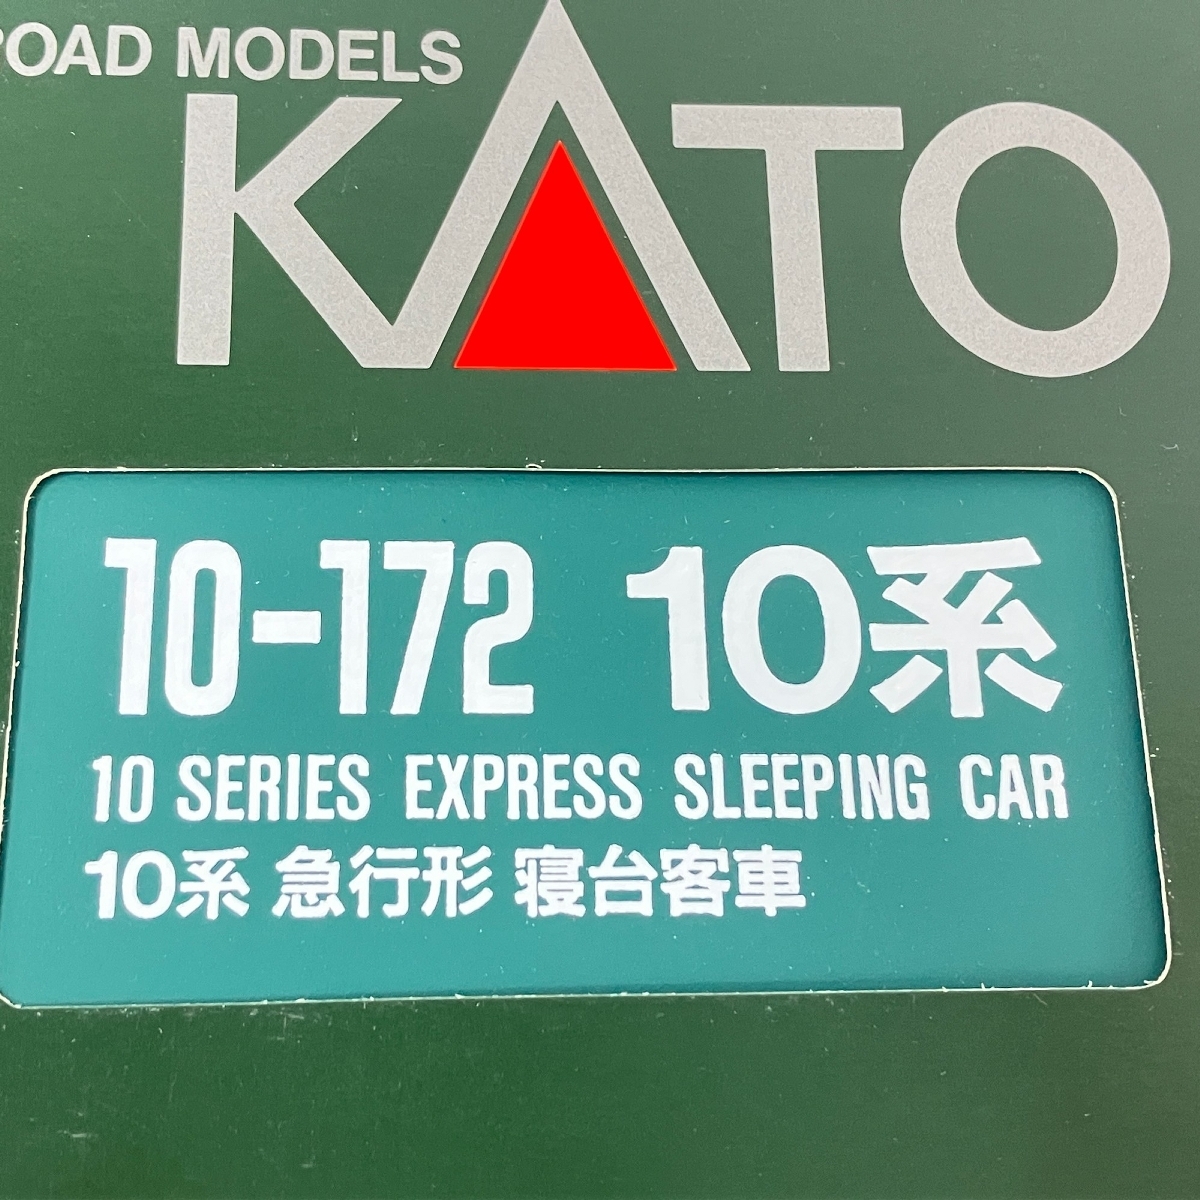 ROAD MODELS
KATO
10-172 10系
10 SERIES EXPRESS SLEEPING CAR
10系 急行形 寝台客車